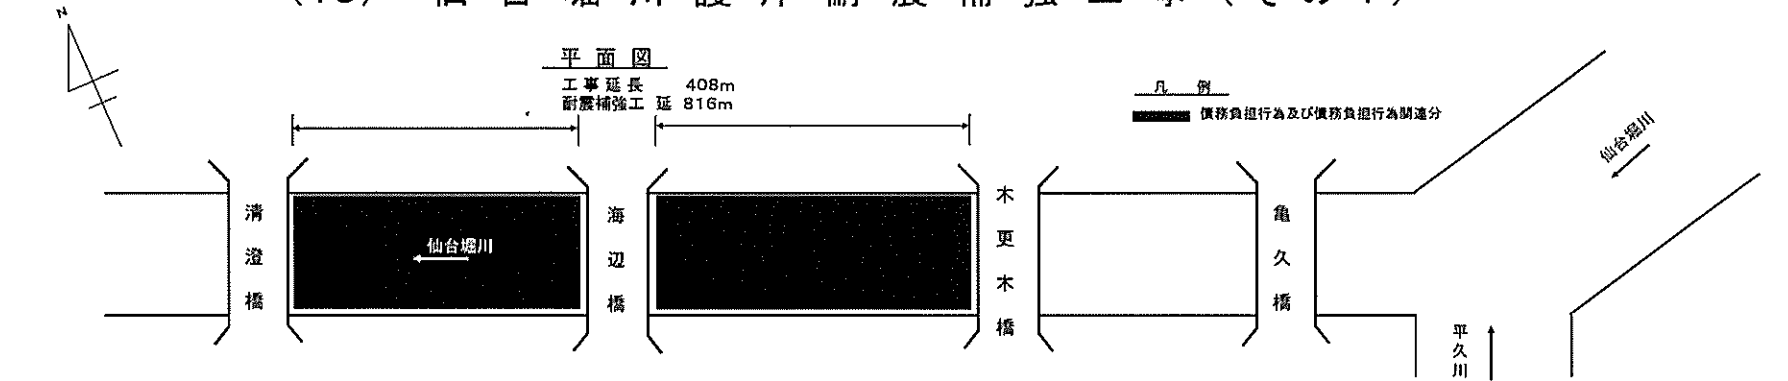 N
平面図
工事延長 408m
耐震補強工 延 816m
凡 例
債務負担行為及び債務負担行為関連分
仙台堀川
清澄橋
仙台堀川
海辺橋
木更木橋
亀久橋
平久川